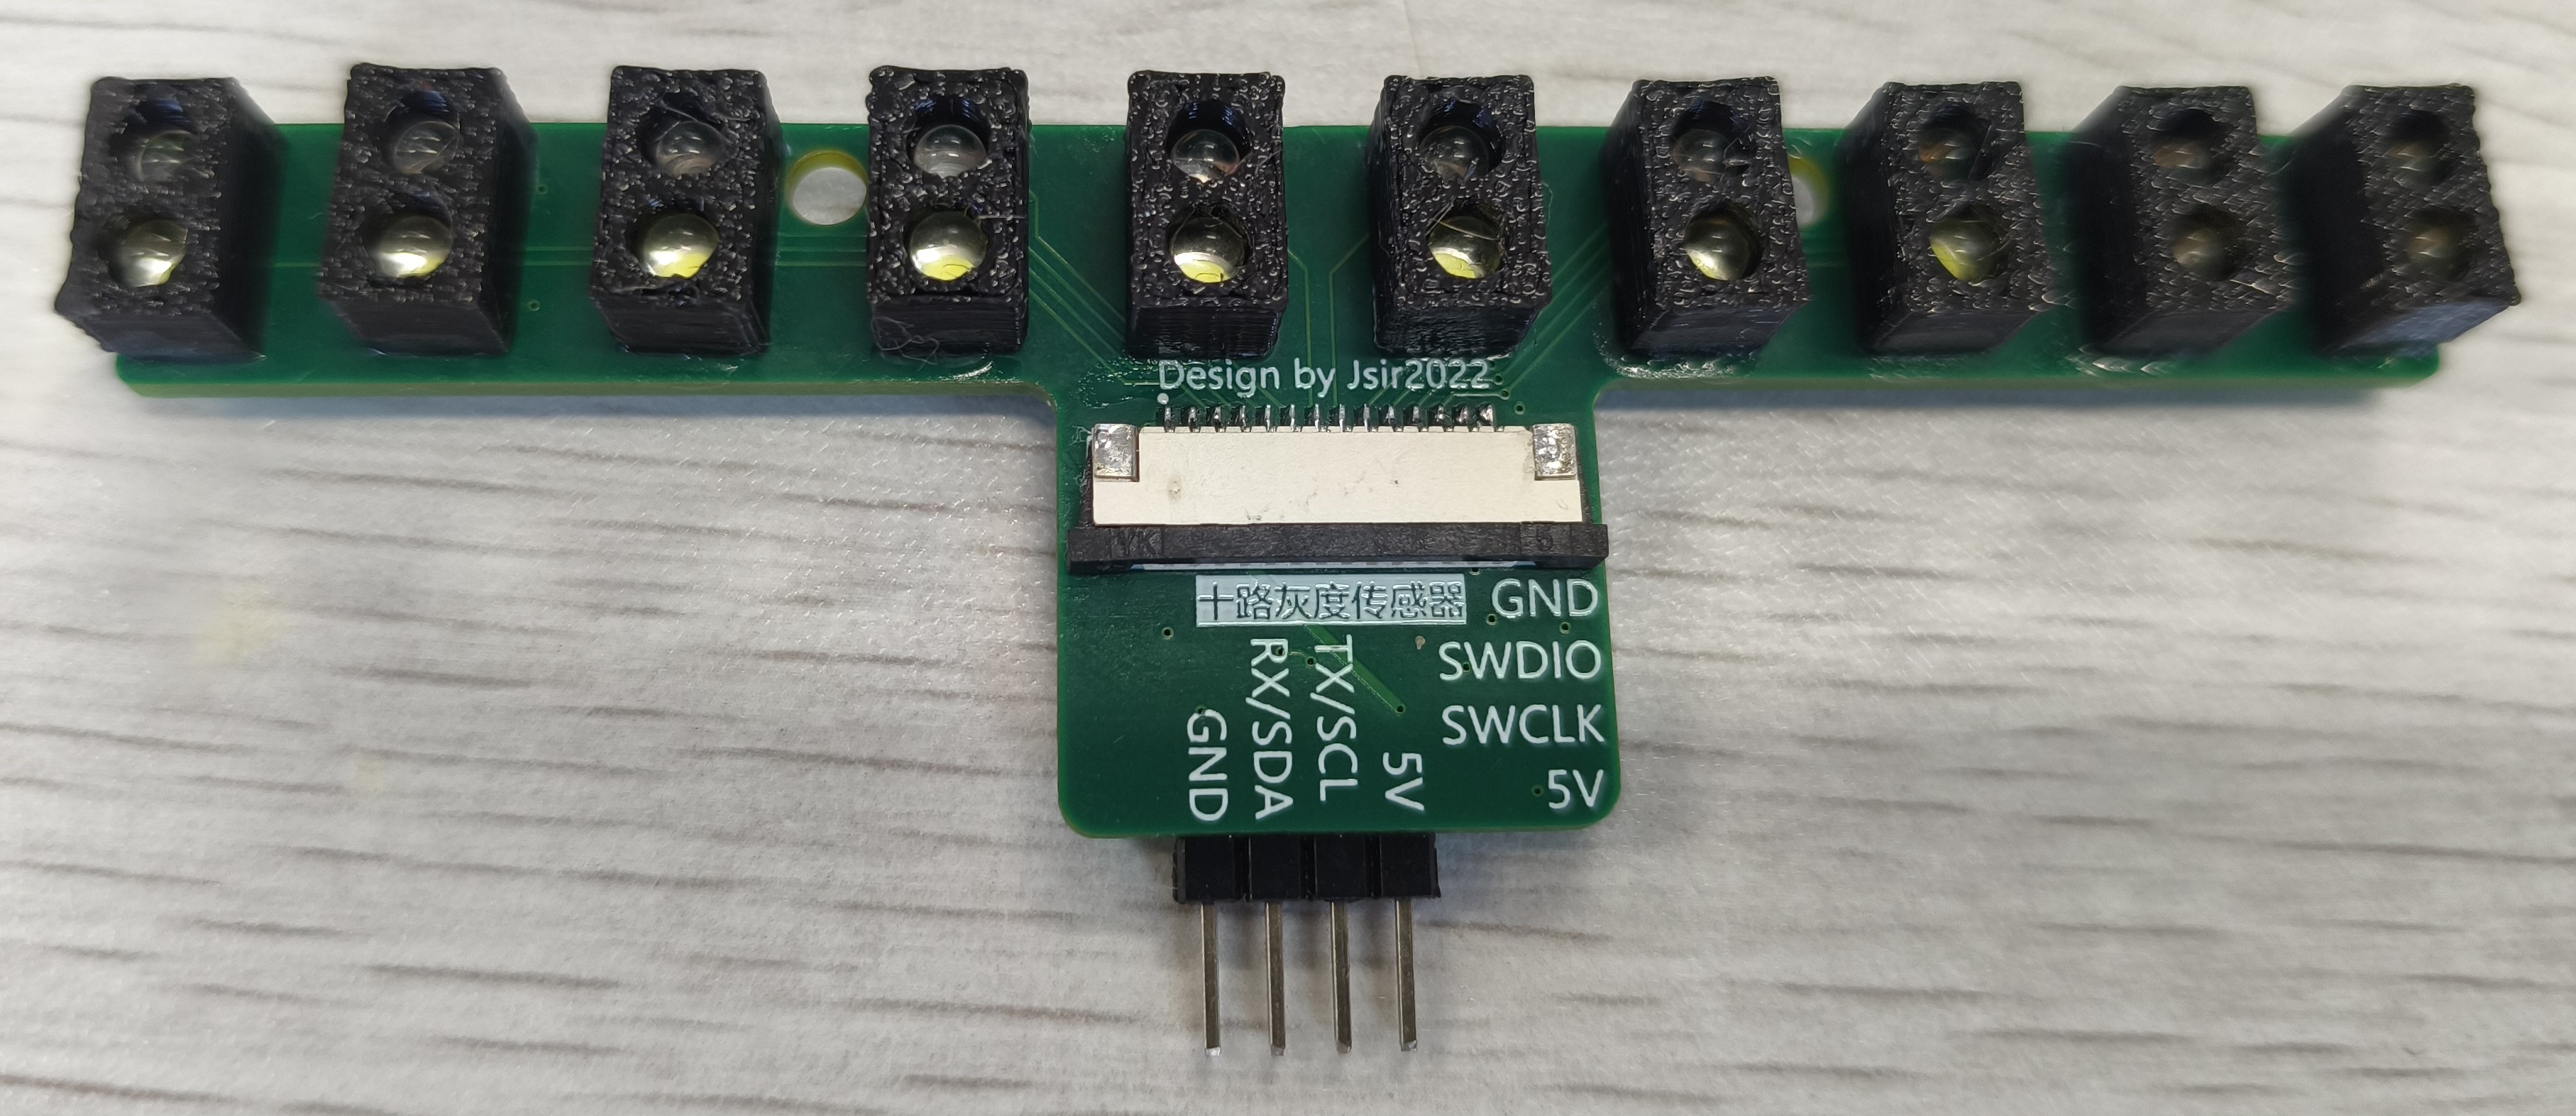 Design by Jsir2022
YK
十路灰度传感器
GND
SWDIO
SWCLK
5V
GND
RX/SDA
TX/SCL
5V